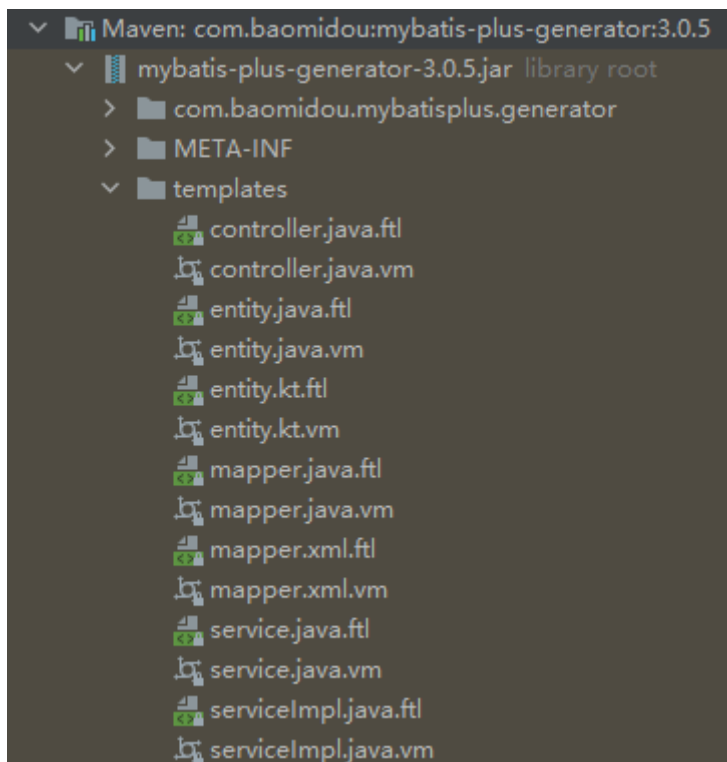 Maven: com.baomidou:mybatis-plus-generator:3.0.5
mybatis-plus-generator-3.0.5.jar library root
com.baomidou.mybatisplus.generator
META-INF
templates
controller.java.ftl
controller.java.vm
entity.java.ftl
entity.java.vm
entity.kt.ftl
entity.kt.vm
mapper.java.ftl
mapper.java.vm
mapper.xml.ftl
mapper.xml.vm
service.java.ftl
service.java.vm
serviceImpl.java.ftl
serviceImpl.java.vm